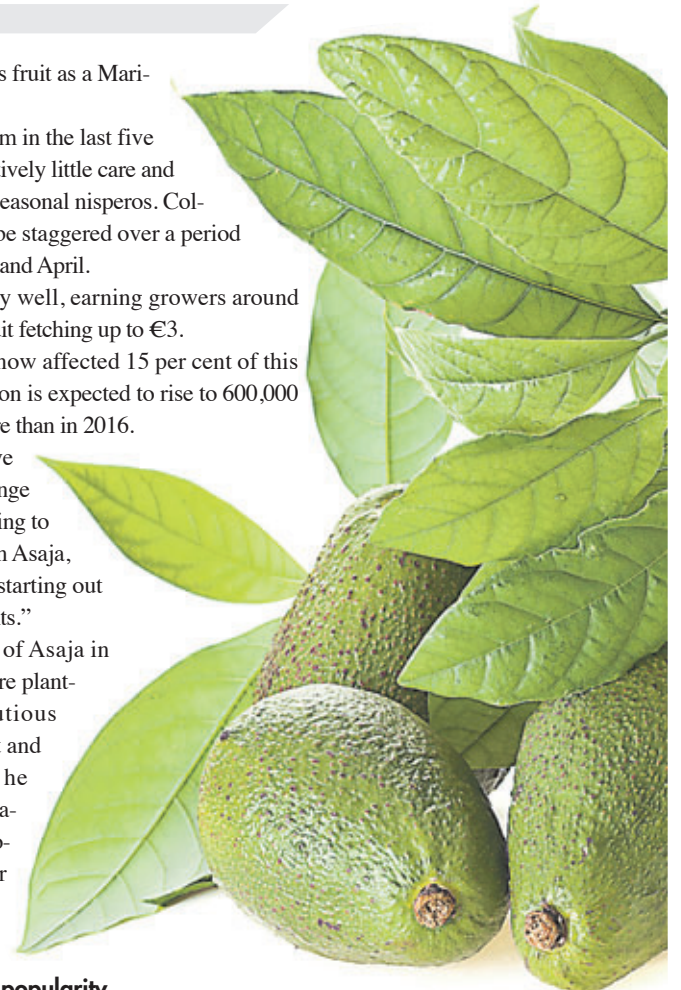 s fruit as a Mari-
m in the last five
tively little care and
easonal nisperos. Col-
be staggered over a period
and April.
y well, earning growers around
it fetching up to €3.
now affected 15 per cent of this
on is expected to rise to 600,000
e than in 2016.
ve
nge
ing to
n Asaja,
starting out
ts.”
of Asaja in
re plant-
utious
t and
he
a-
o-
r
popularity